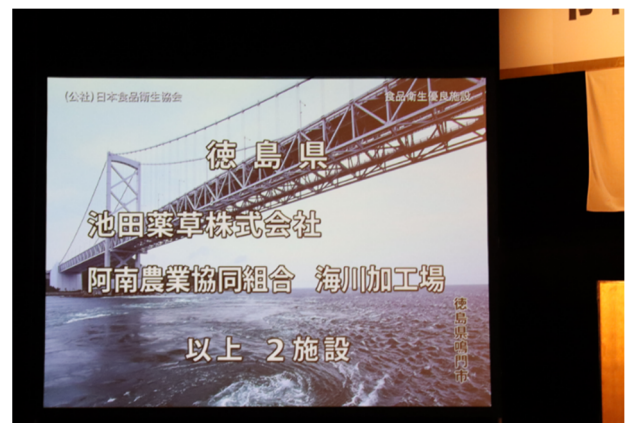 (公社)日本食品衛生協会
食品衛生優良施設
徳島県
池田薬草株式会社
阿南農業協同組合 海川加工場
以上 2施設
徳島県鳴門市